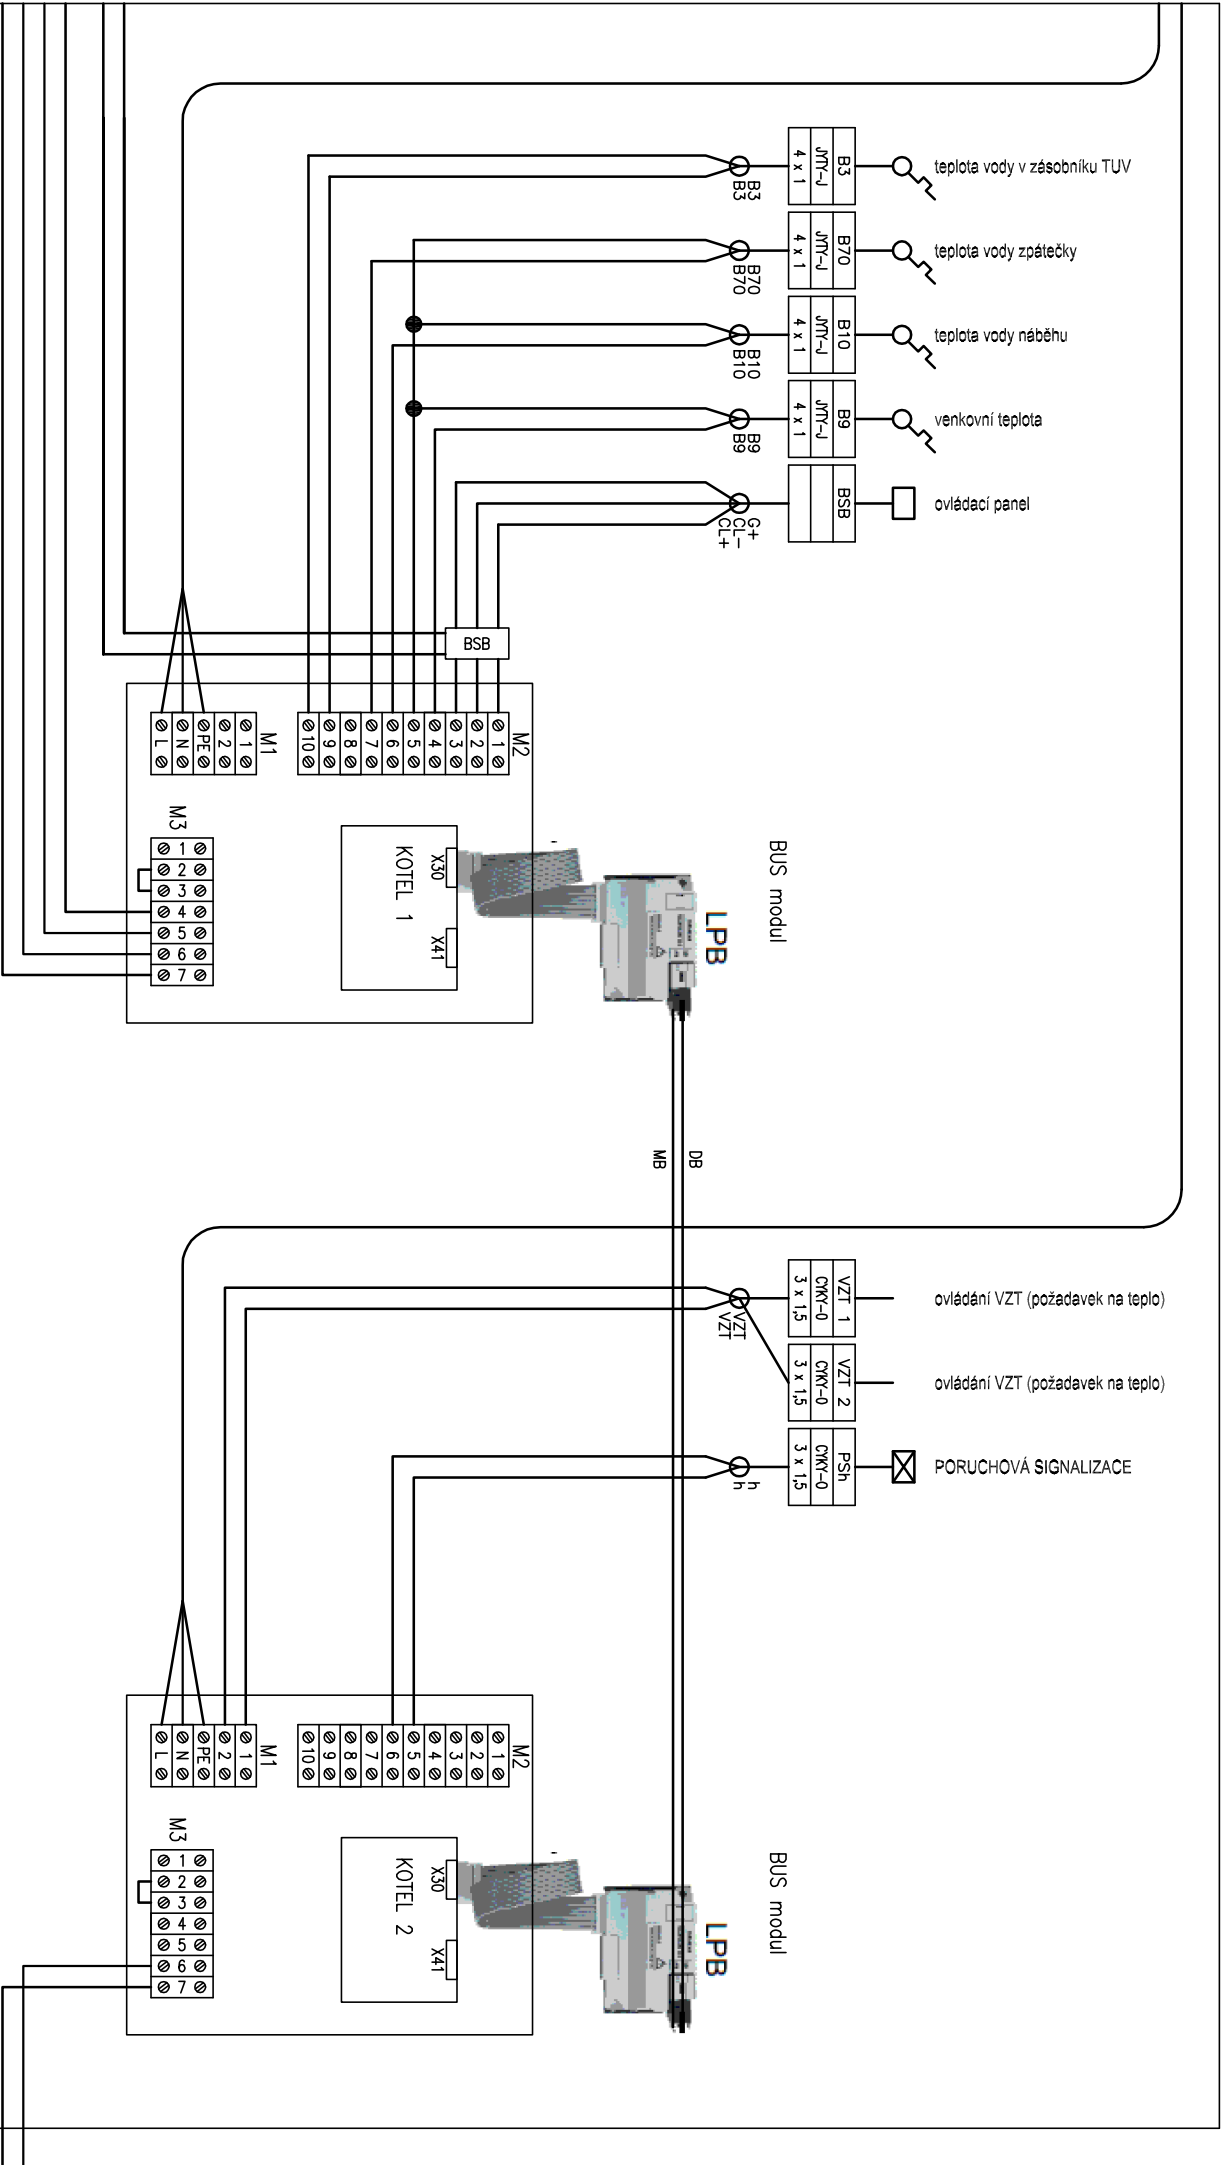 teplota vody v zásobníku TUV
B3
JYTY-J
4 x 1
B3
B3
teplota vody zpátečky
B70
JYTY-J
4 x 1
B70
B70
teplota vody náběhu
B10
JYTY-J
4 x 1
B10
B10
venkovní teplota
B9
JYTY-J
4 x 1
B9
B9
ovládací panel
BSB
G+
CL-
CL+
BSB
M2
1
2
3
4
5
6
7
8
9
10
M1
1
2
PE
N
L
M3
1
2
3
4
5
6
7
KOTEL 1
X30
X41
BUS modul
LPB
DB
MB
ovládání VZT (požadavek na teplo)
VZT 1
CYKY-O
3 x 1,5
VZT
VZT
ovládání VZT (požadavek na teplo)
VZT 2
CYKY-O
3 x 1,5
PORUCHOVÁ SIGNALIZACE
PSh
CYKY-O
3 x 1,5
h
h
M2
1
2
3
4
5
6
7
8
9
10
M1
1
2
PE
N
L
M3
1
2
3
4
5
6
7
KOTEL 2
X30
X41
BUS modul
LPB